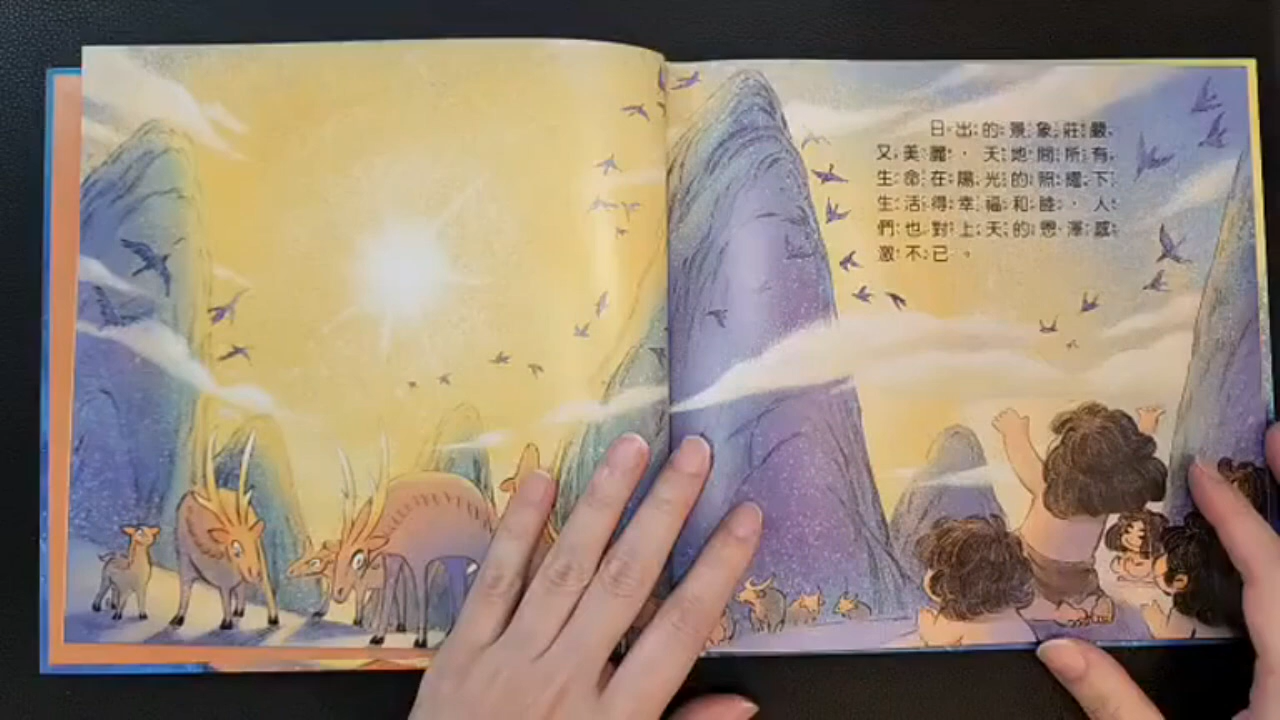 日出的景象莊嚴
又美麗，天地間所有
生命在陽光的照耀下
生活得幸福和睦，人
們也對上天的恩澤感
激不已。